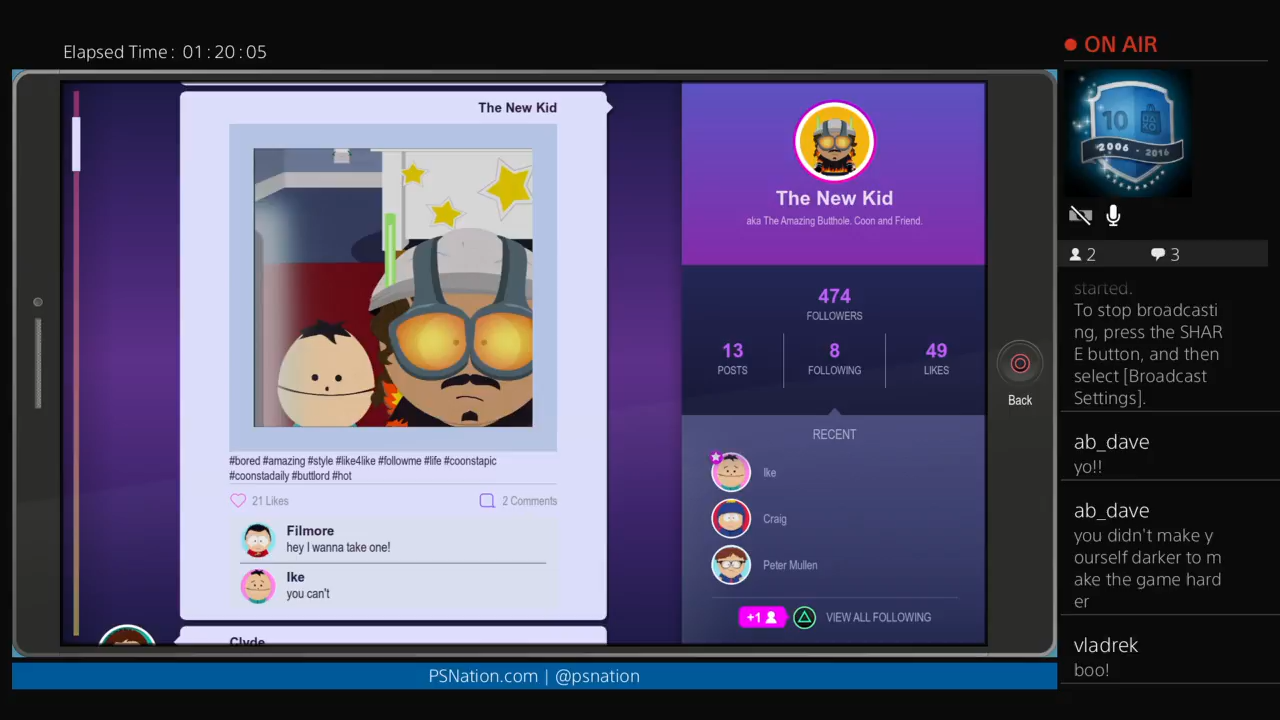 Elapsed Time: 01:20:05
ON AIR
The New Kid
#bored #amazing #style #like4like #followme #life #coonstapic
#coonstadaily #buttlord #hot
21 Likes
2 Comments
Filmore
hey I wanna take one!
Ike
you can't
Clyde
The New Kid
aka The Amazing Butthole. Coon and Friend.
474
FOLLOWERS
13
POSTS
8
FOLLOWING
49
LIKES
RECENT
Ike
Craig
Peter Mullen
+1
VIEW ALL FOLLOWING
Back
10
2006 - 2016
2
3
started.
To stop broadcasti
ng, press the SHAR
E button, and then
select [Broadcast
Settings].
ab_dave
yo!!
ab_dave
you didn't make y
ourself darker to m
ake the game hard
er
vladrek
boo!
PSNation.com | @psnation